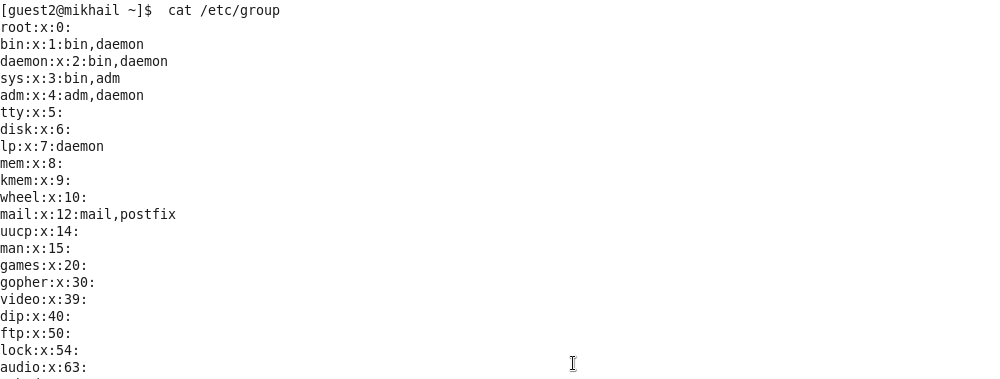 [guest2@mikhail ~]$  cat /etc/group
root:x:0:
bin:x:1:bin,daemon
daemon:x:2:bin,daemon
sys:x:3:bin,adm
adm:x:4:adm,daemon
tty:x:5:
disk:x:6:
lp:x:7:daemon
mem:x:8:
kmem:x:9:
wheel:x:10:
mail:x:12:mail,postfix
uucp:x:14:
man:x:15:
games:x:20:
gopher:x:30:
video:x:39:
dip:x:40:
ftp:x:50:
lock:x:54:
audio:x:63: